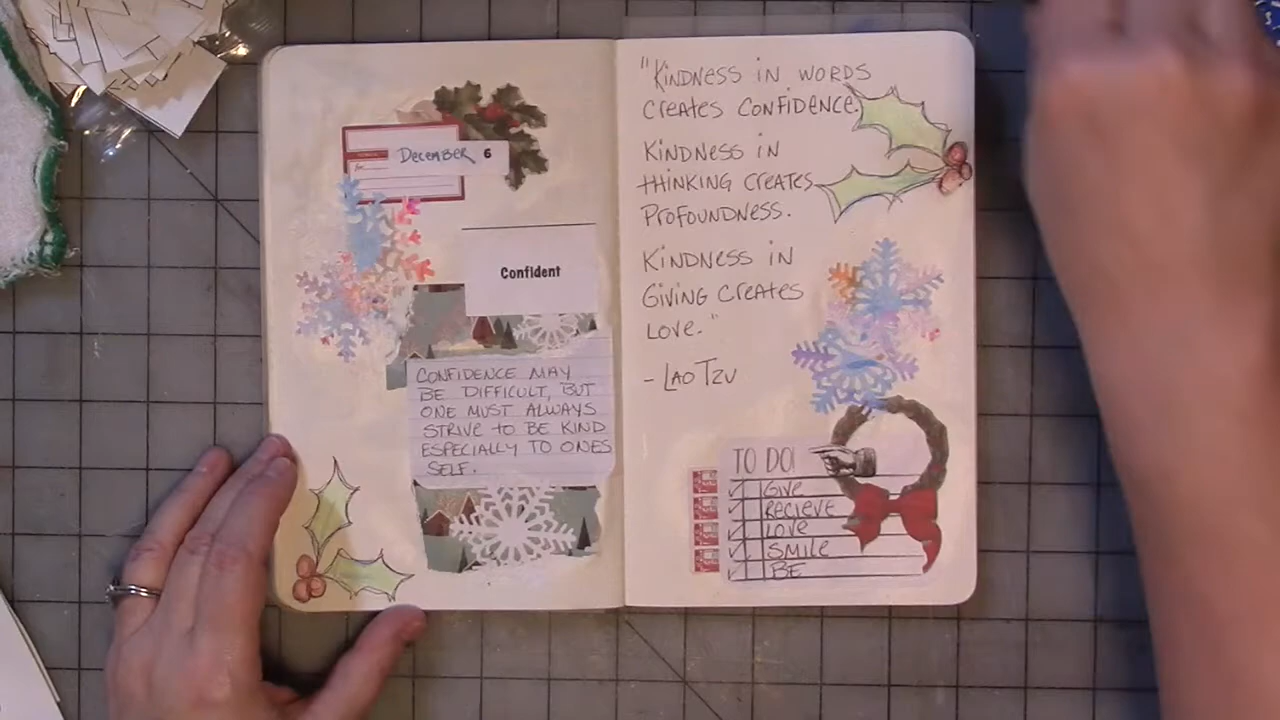 December 6
Confident
CONFIDENCE MAY
BE DIFFICULT, BUT
ONE MUST ALWAYS
STRIVE TO BE KIND
ESPECIALLY TO ONES
SELF.
"KINDNESS IN WORDS
CREATES CONFIDENCE.
KINDNESS IN
THINKING CREATES
PROFOUNDNESS.
KINDNESS IN
GIVING CREATES
LOVE."
- LAO TZU
TO DO!
GIVE
RECIEVE
LOVE
SMILE
BE